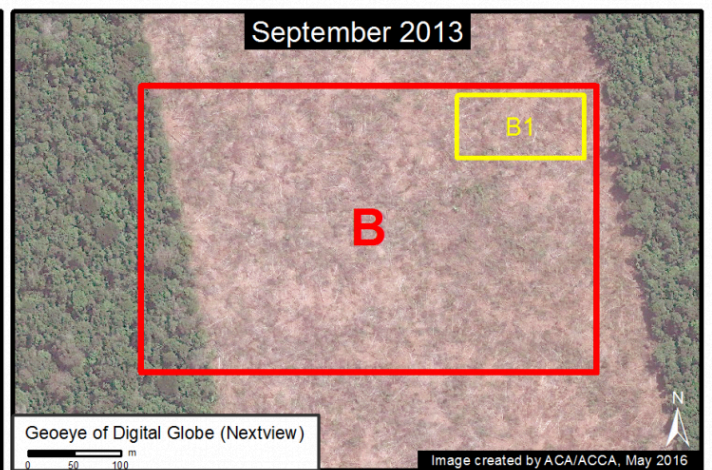 September 2013
B1
B
N
Geoeye of Digital Globe (Nextview)
m
0 50 100
Image created by ACA/ACCA, May 2016